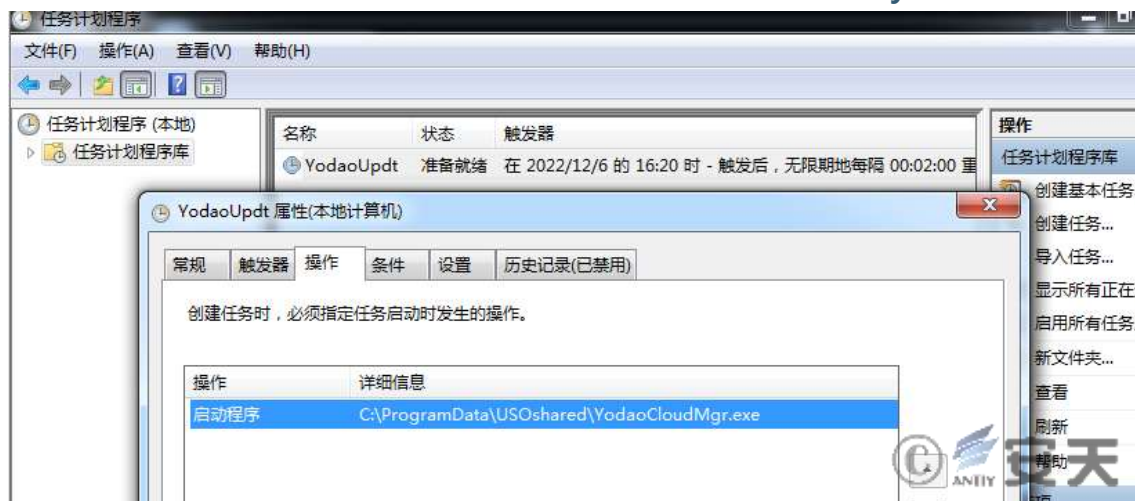 任务计划程序
文件(F) 操作(A) 查看(V) 帮助(H)
任务计划程序 (本地)
任务计划程序库
名称 状态 触发器
YodaoUpdt 准备就绪 在 2022/12/6 的 16:20 时 - 触发后，无限期地每隔 00:02:00 重
操作
任务计划程序库
创建基本任务
创建任务...
导入任务...
显示所有正在
启用所有任务
新文件夹...
查看
刷新
帮助
YodaoUpdt 属性(本地计算机)
常规 触发器 操作 条件 设置 历史记录(已禁用)
创建任务时，必须指定任务启动时发生的操作。
操作 详细信息
启动程序 C:\ProgramData\USOshared\YodaoCloudMgr.exe
© ANTIY 安天